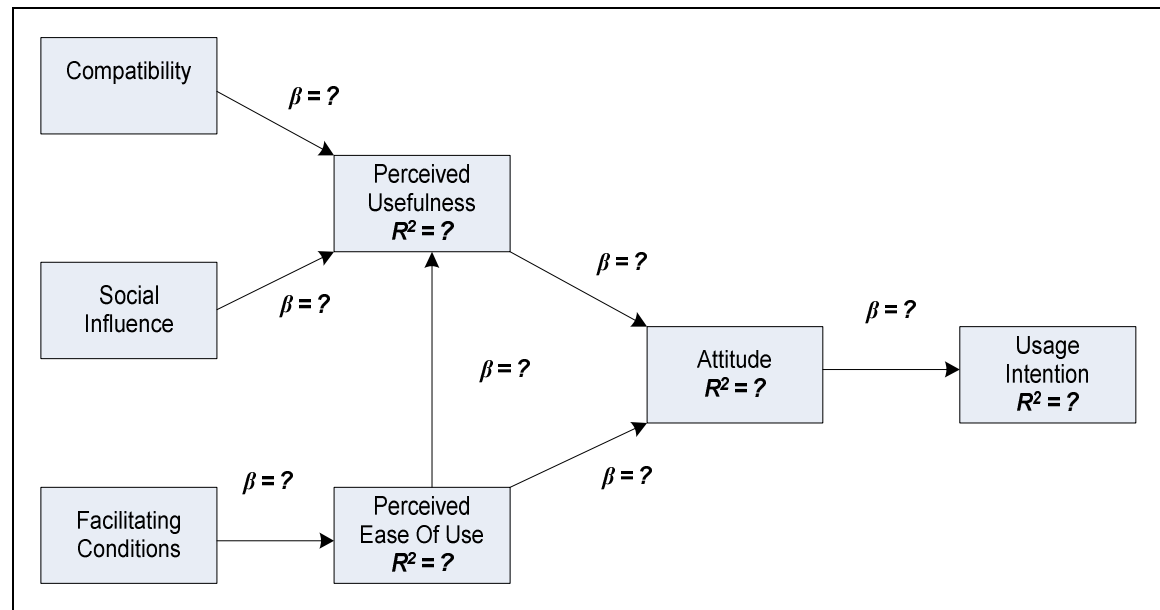 Compatibility
β = ?
Perceived
Usefulness
R² = ?
Social
Influence
β = ?
β = ?
β = ?
Attitude
R² = ?
β = ?
Usage
Intention
R² = ?
Facilitating
Conditions
β = ?
Perceived
Ease Of Use
R² = ?
β = ?